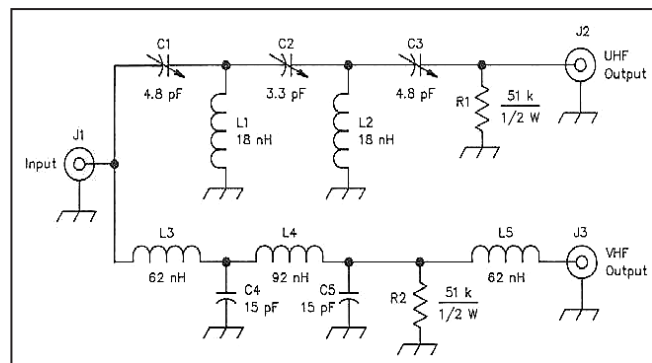 C1
4.8 pF
C2
3.3 pF
C3
4.8 pF
J2
UHF
Output
R1
51 k
1/2 W
L1
18 nH
L2
18 nH
J1
Input
L3
62 nH
L4
92 nH
L5
62 nH
J3
VHF
Output
C4
15 pF
C5
15 pF
R2
51 k
1/2 W